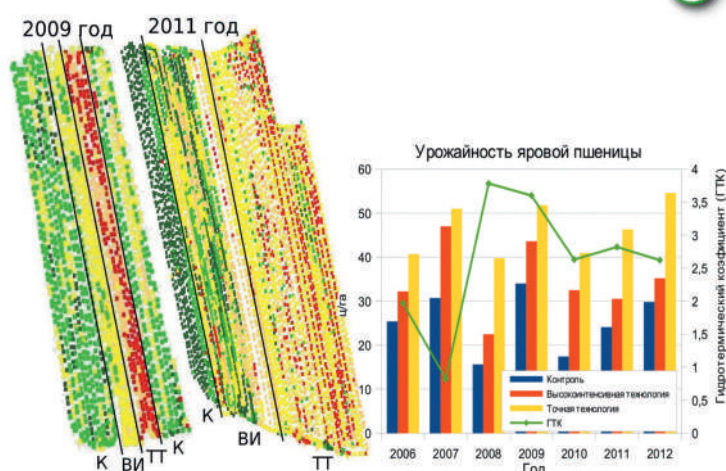 2009 год
2011 год
К
ВИ
ТТ
К
К
ВИ
ТТ
Урожайность яровой пшеницы
60
50
40
30
20
10
0
ц/га
4
3,5
3
2,5
2
1,5
1
0,5
0
Гидротермический коэфициент (ГТК)
Контроль
Высокоинтенсивная технология
Точная технология
ГТК
2006 2007 2008 2009 2010 2011 2012
Год